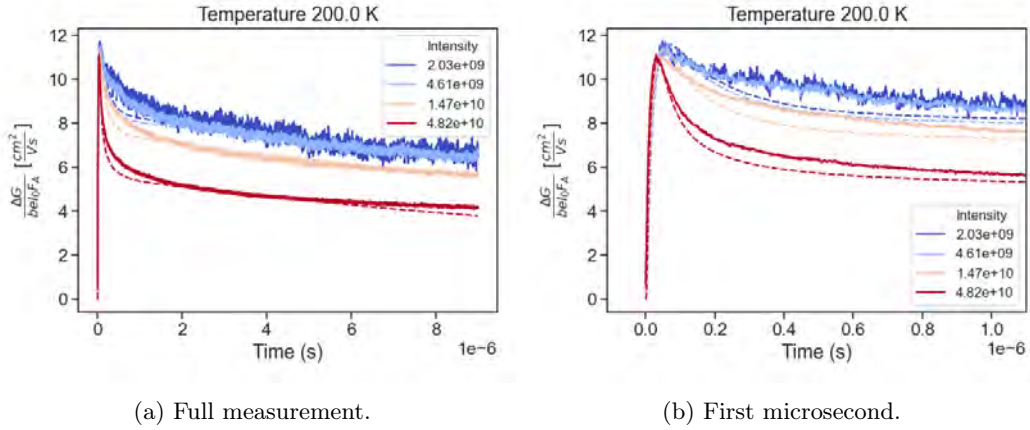 Temperature 200.0 K
12
10
8
6
4
2
0
ΔG / beI₀F_A [cm² / Vs]
Intensity
2.03e+09
4.61e+09
1.47e+10
4.82e+10
0 2 4 6 8
1e−6
Time (s)
(a) Full measurement.
Temperature 200.0 K
12
10
8
6
4
2
0
ΔG / beI₀F_A [cm² / Vs]
Intensity
2.03e+09
4.61e+09
1.47e+10
4.82e+10
0.0 0.2 0.4 0.6 0.8 1.0
1e−6
Time (s)
(b) First microsecond.